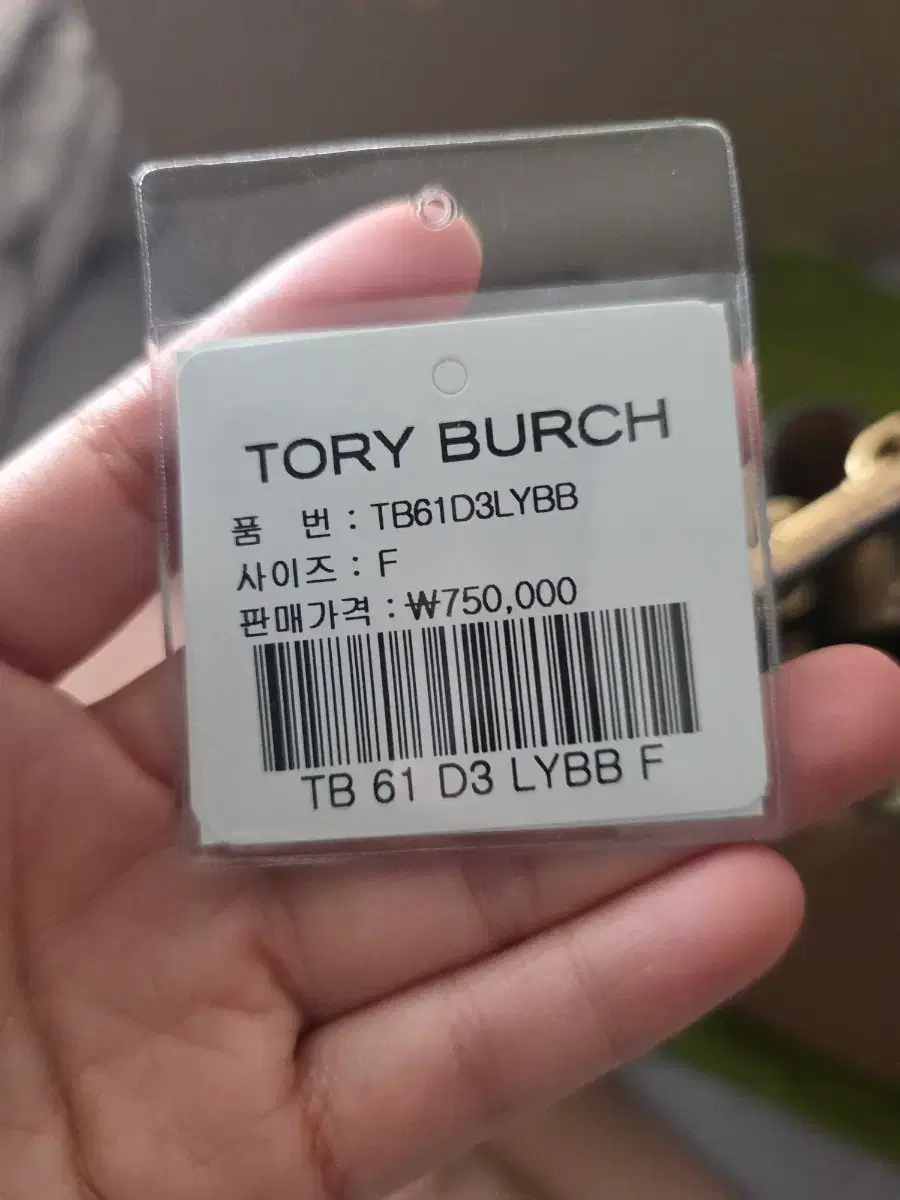 TORY BURCH
품 번 : TB61D3LYBB
사이즈 : F
판매가격 : ₩750,000
TB 61 D3 LYBB F